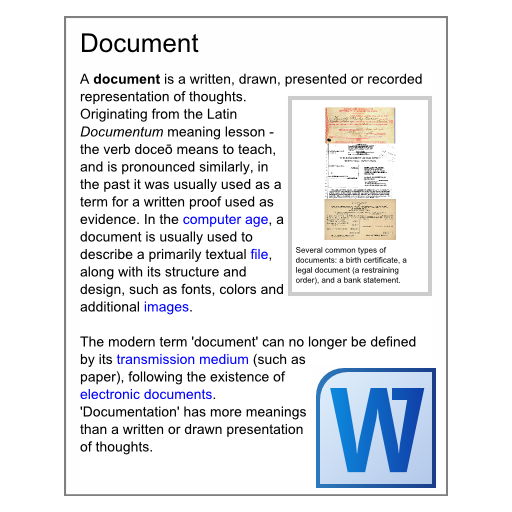 Document
A document is a written, drawn, presented or recorded
representation of thoughts.
Originating from the Latin
Documentum meaning lesson -
the verb doceō means to teach,
and is pronounced similarly, in
the past it was usually used as a
term for a written proof used as
evidence. In the computer age, a
document is usually used to
describe a primarily textual file,
along with its structure and
design, such as fonts, colors and
additional images.
Several common types of
documents: a birth certificate, a
legal document (a restraining
order), and a bank statement.
The modern term 'document' can no longer be defined
by its transmission medium (such as
paper), following the existence of
electronic documents.
'Documentation' has more meanings
than a written or drawn presentation
of thoughts.
W